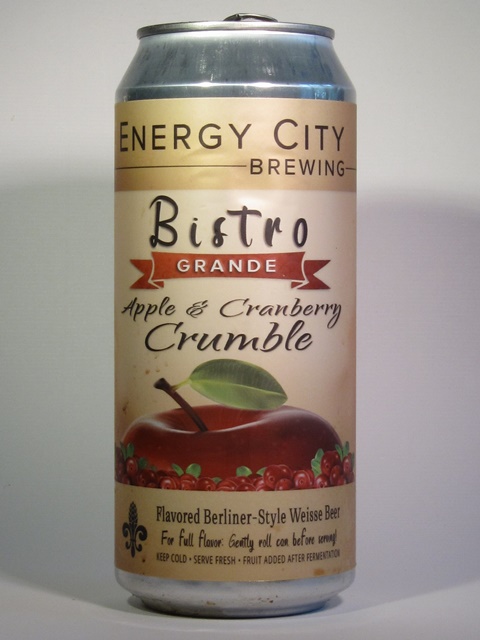 ENERGY CITY
BREWING
Bistro
GRANDE
Apple & Cranberry
Crumble
Flavored Berliner-Style Weisse Beer
For full flavor: Gently roll can before serving!
KEEP COLD • SERVE FRESH • FRUIT ADDED AFTER FERMENTATION